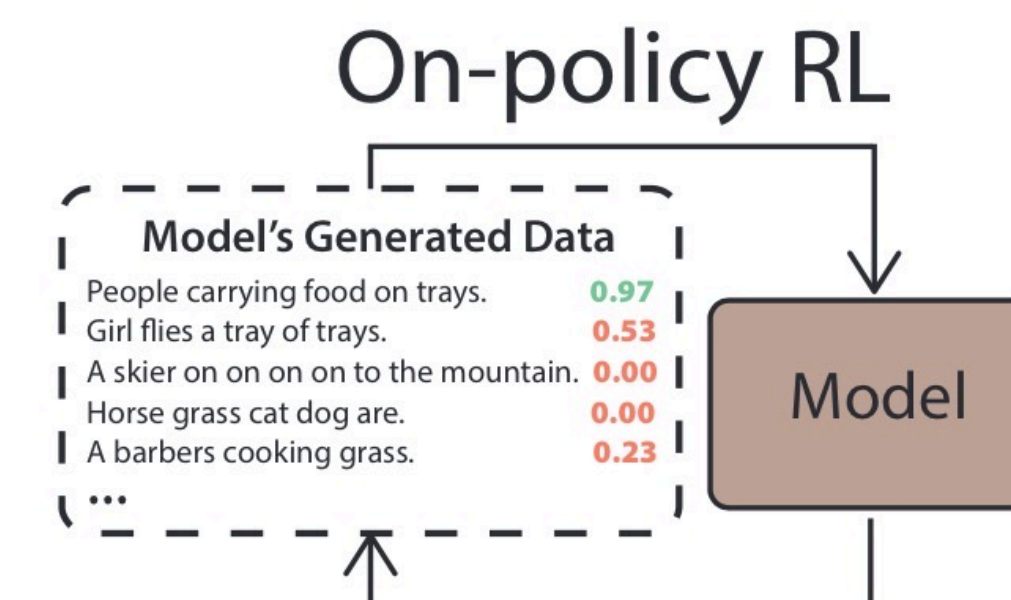 On-policy RL
Model's Generated Data
People carrying food on trays. 0.97
Girl flies a tray of trays. 0.53
A skier on on on on to the mountain. 0.00
Horse grass cat dog are. 0.00
A barbers cooking grass. 0.23
...
Model